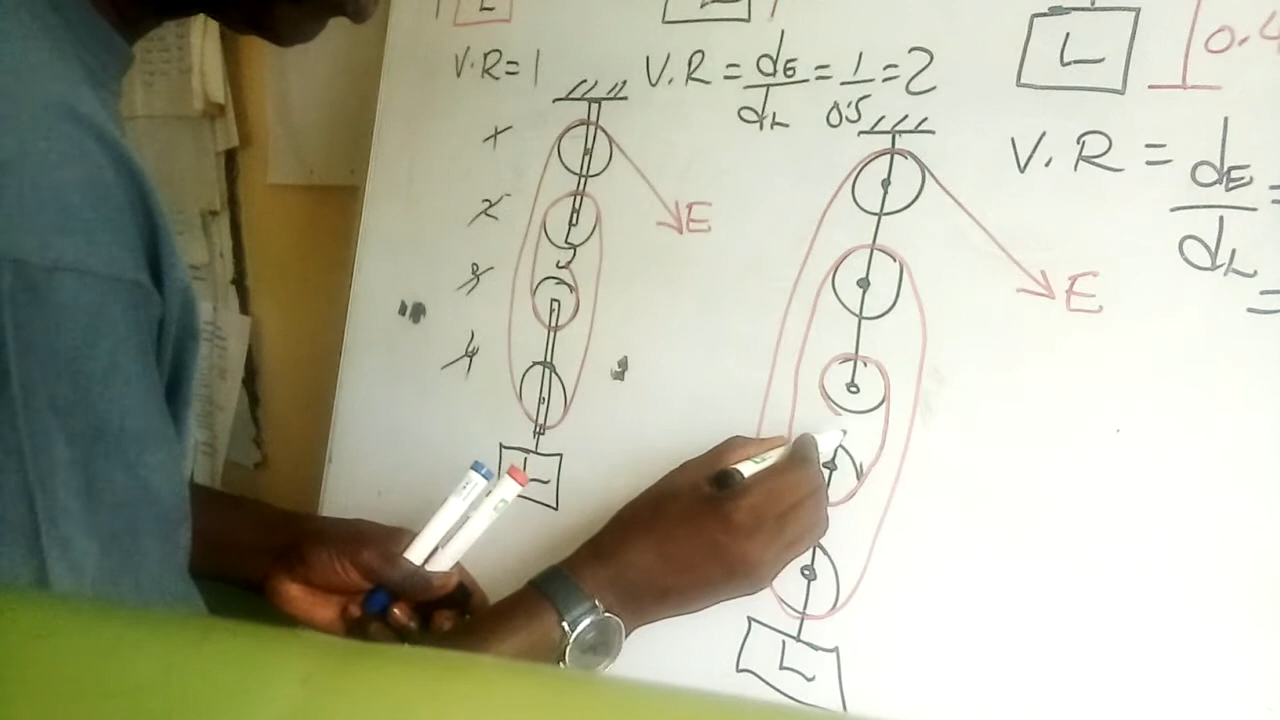 L
L
L
0.4
V.R = 1
V.R = dE/dL = 1/0.5 = 2
V.R = dE/dL =
=
1
2
3
4
E
E
L
L